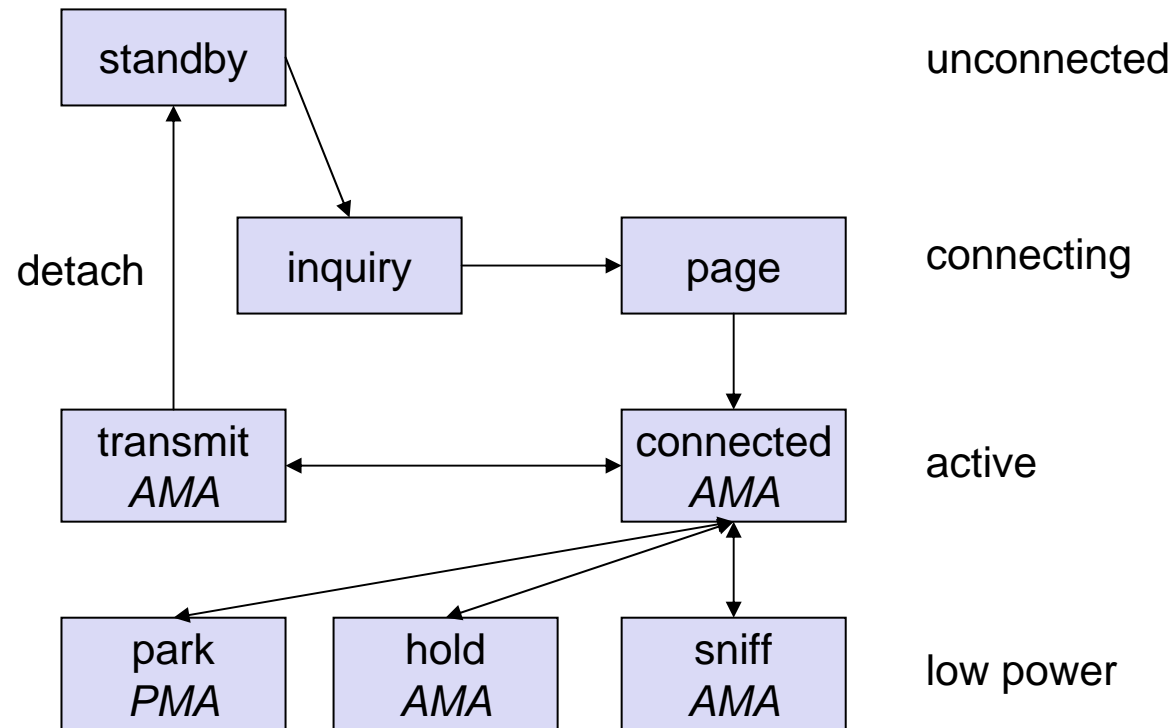 standby
unconnected
inquiry
page
connecting
detach
transmit
AMA
connected
AMA
active
park
PMA
hold
AMA
sniff
AMA
low power